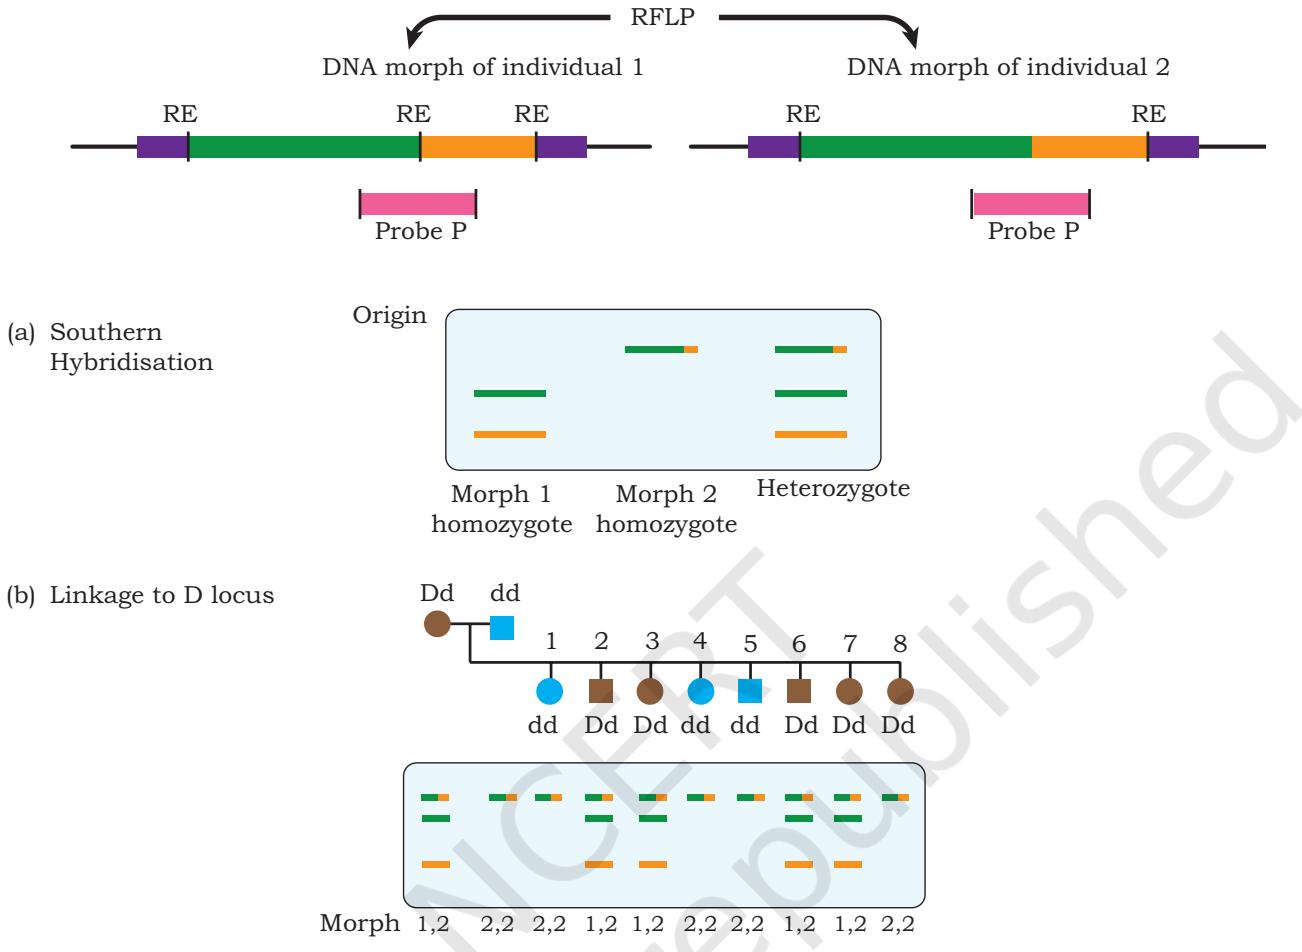 RFLP
DNA morph of individual 1
DNA morph of individual 2
RE RE RE
RE RE
Probe P
Probe P
(a) Southern
Hybridisation
Origin
Morph 1
homozygote
Morph 2
homozygote
Heterozygote
(b) Linkage to D locus
Dd dd
1 2 3 4 5 6 7 8
dd Dd Dd dd dd Dd Dd Dd
Morph 1,2 2,2 2,2 1,2 1,2 2,2 2,2 1,2 1,2 2,2
NCERT
republished